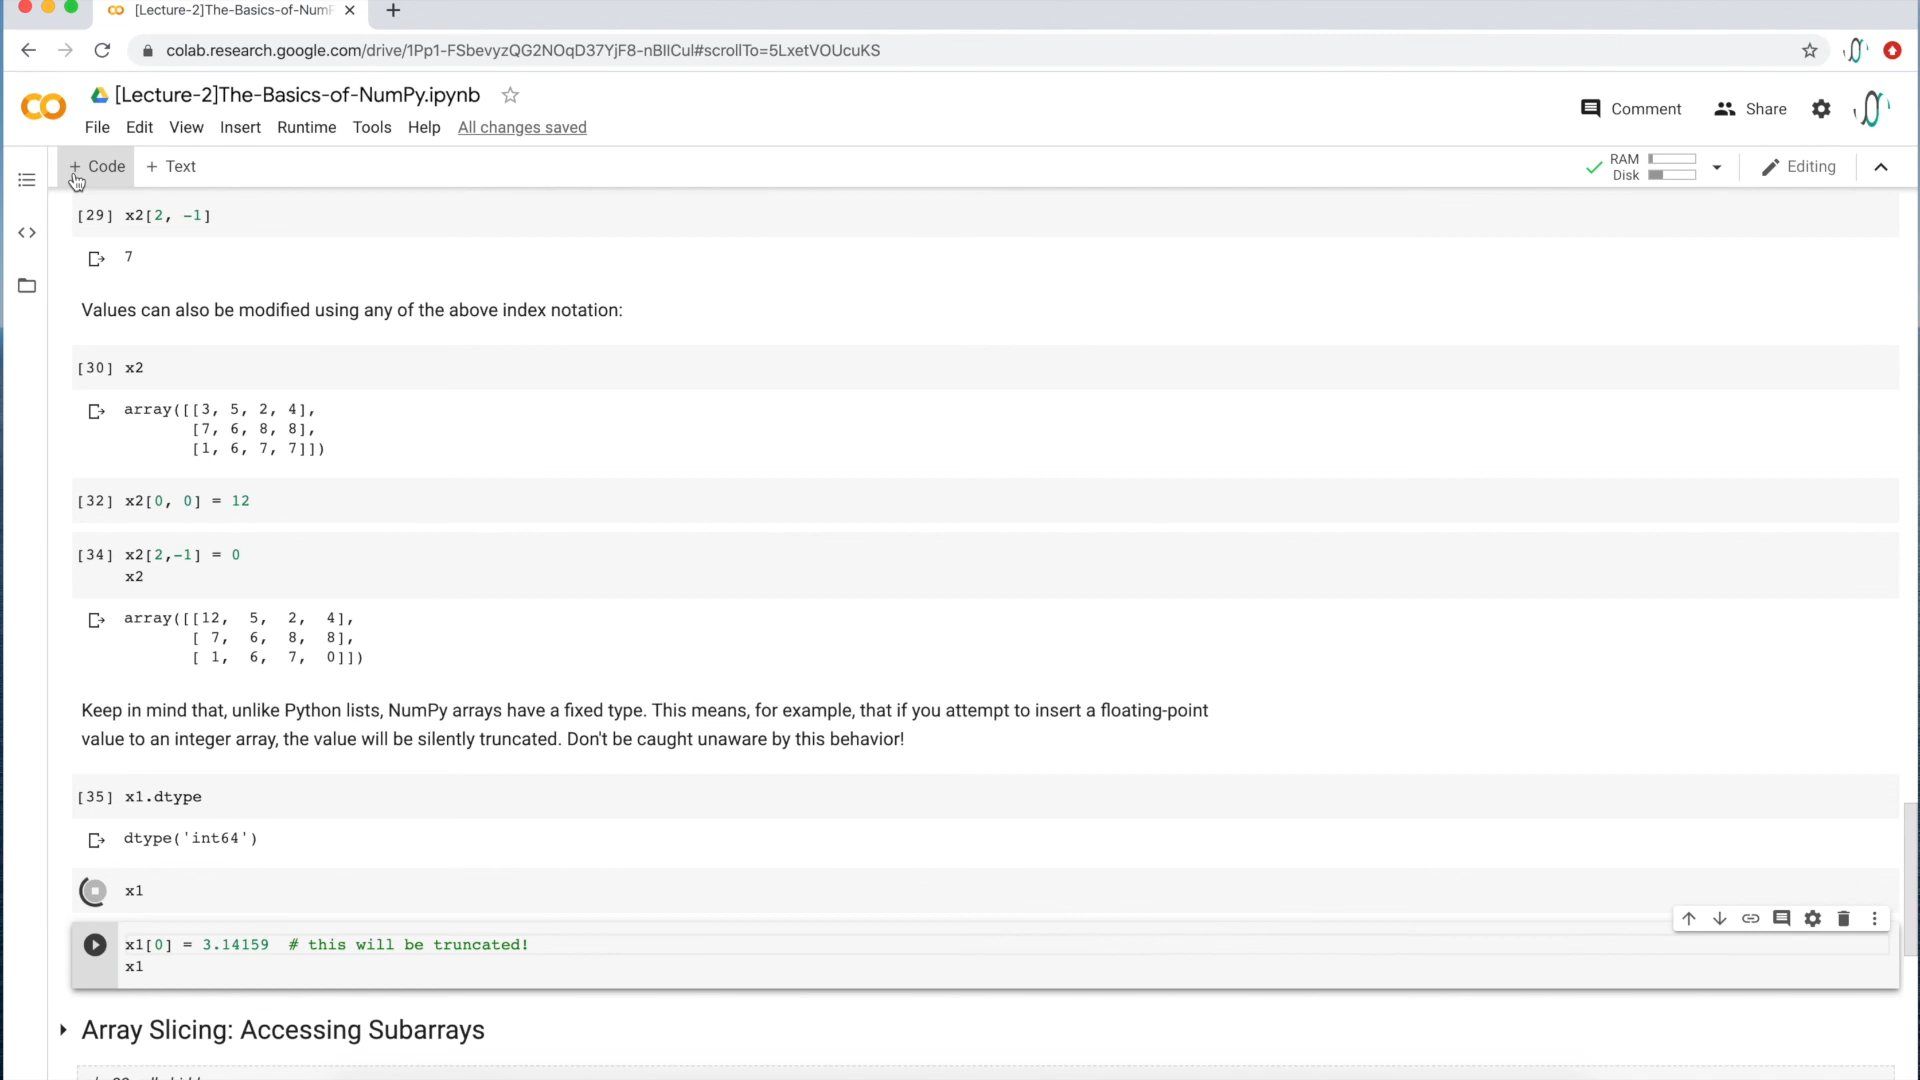 [Lecture-2]The-Basics-of-NumP
colab.research.google.com/drive/1Pp1-FSbevyzQG2NOqD37YjF8-nBIlCul#scrollTo=5LxetVOUcuKS
[Lecture-2]The-Basics-of-NumPy.ipynb
Comment
Share
File Edit View Insert Runtime Tools Help All changes saved
+ Code + Text
RAM
Disk
Editing
[29] x2[2, -1]
7
Values can also be modified using any of the above index notation:
[30] x2
array([[3, 5, 2, 4],
[7, 6, 8, 8],
[1, 6, 7, 7]])
[32] x2[0, 0] = 12
[34] x2[2,-1] = 0
x2
array([[12, 5, 2, 4],
[ 7, 6, 8, 8],
[ 1, 6, 7, 0]])
Keep in mind that, unlike Python lists, NumPy arrays have a fixed type. This means, for example, that if you attempt to insert a floating-point
value to an integer array, the value will be silently truncated. Don't be caught unaware by this behavior!
[35] x1.dtype
dtype('int64')
x1
x1[0] = 3.14159 # this will be truncated!
x1
Array Slicing: Accessing Subarrays